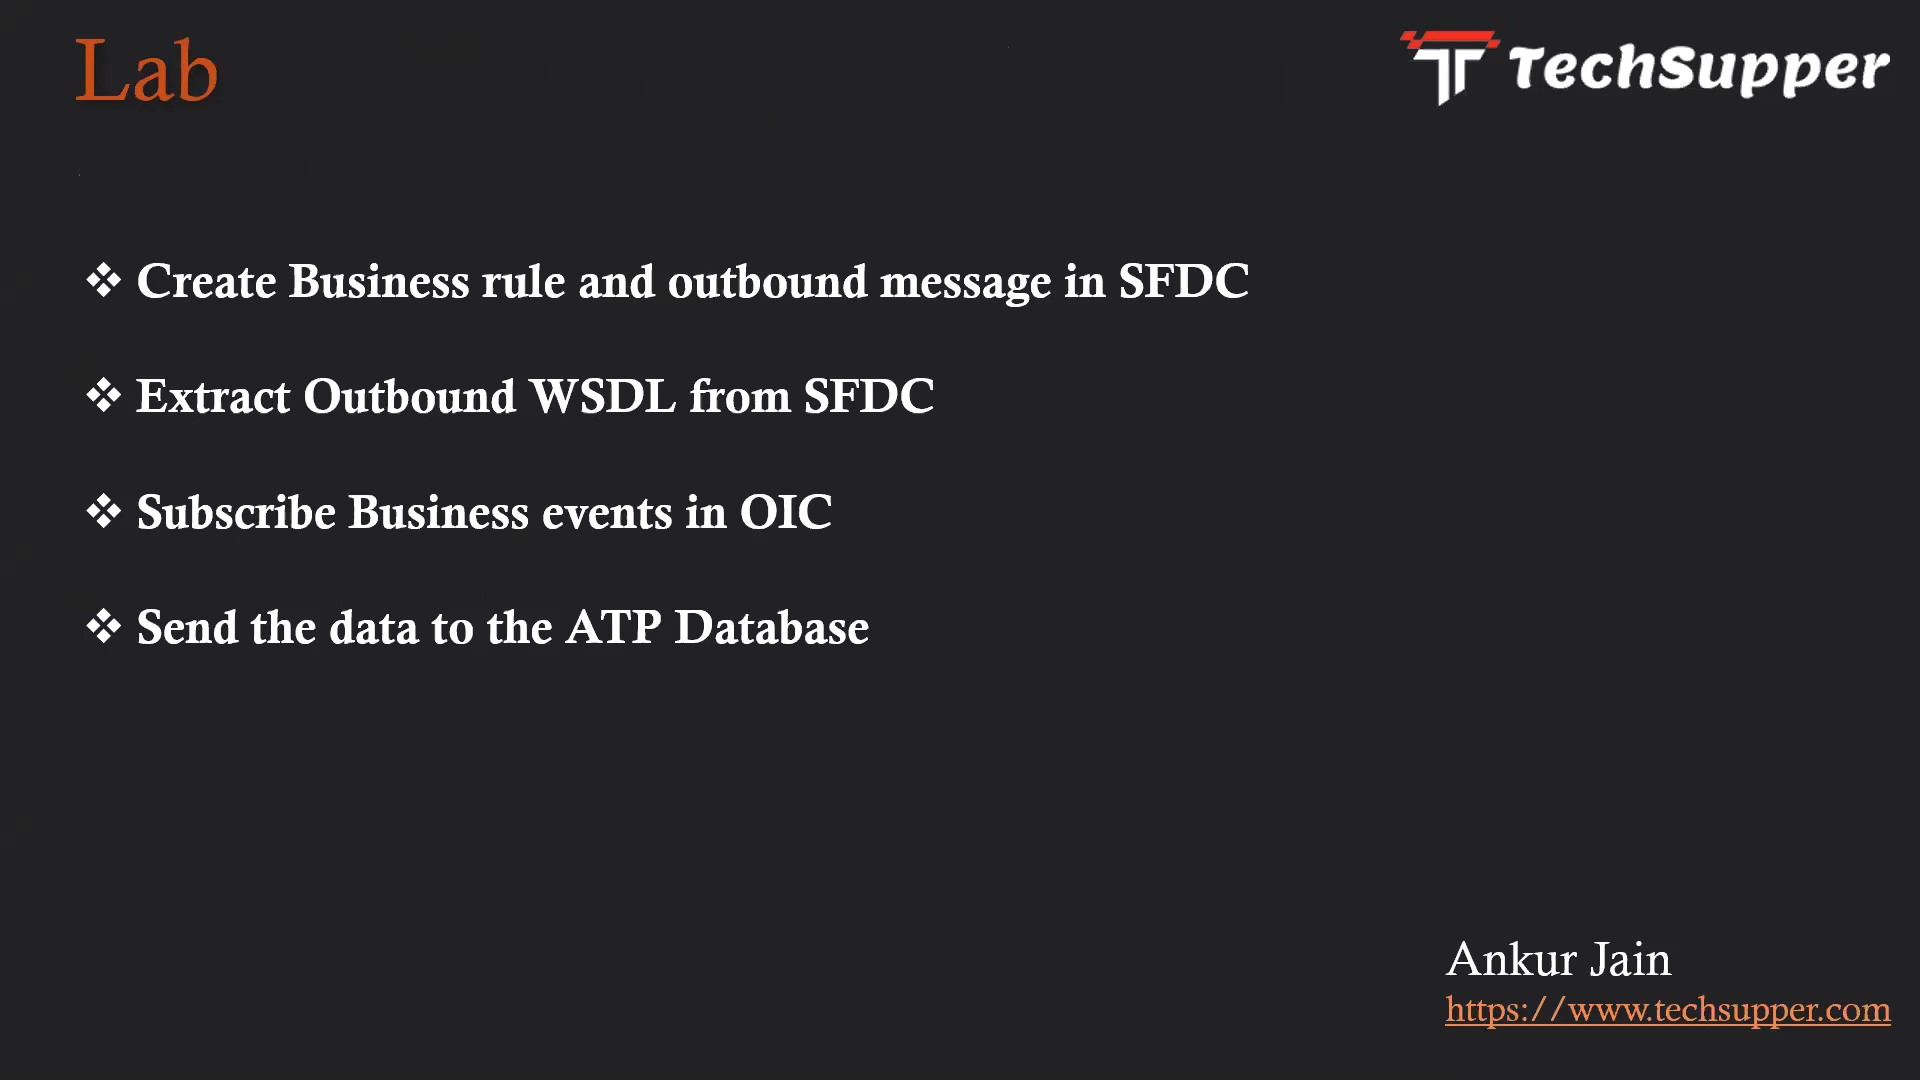 Lab
TechSupper
❖ Create Business rule and outbound message in SFDC
❖ Extract Outbound WSDL from SFDC
❖ Subscribe Business events in OIC
❖ Send the data to the ATP Database
Ankur Jain
https://www.techsupper.com